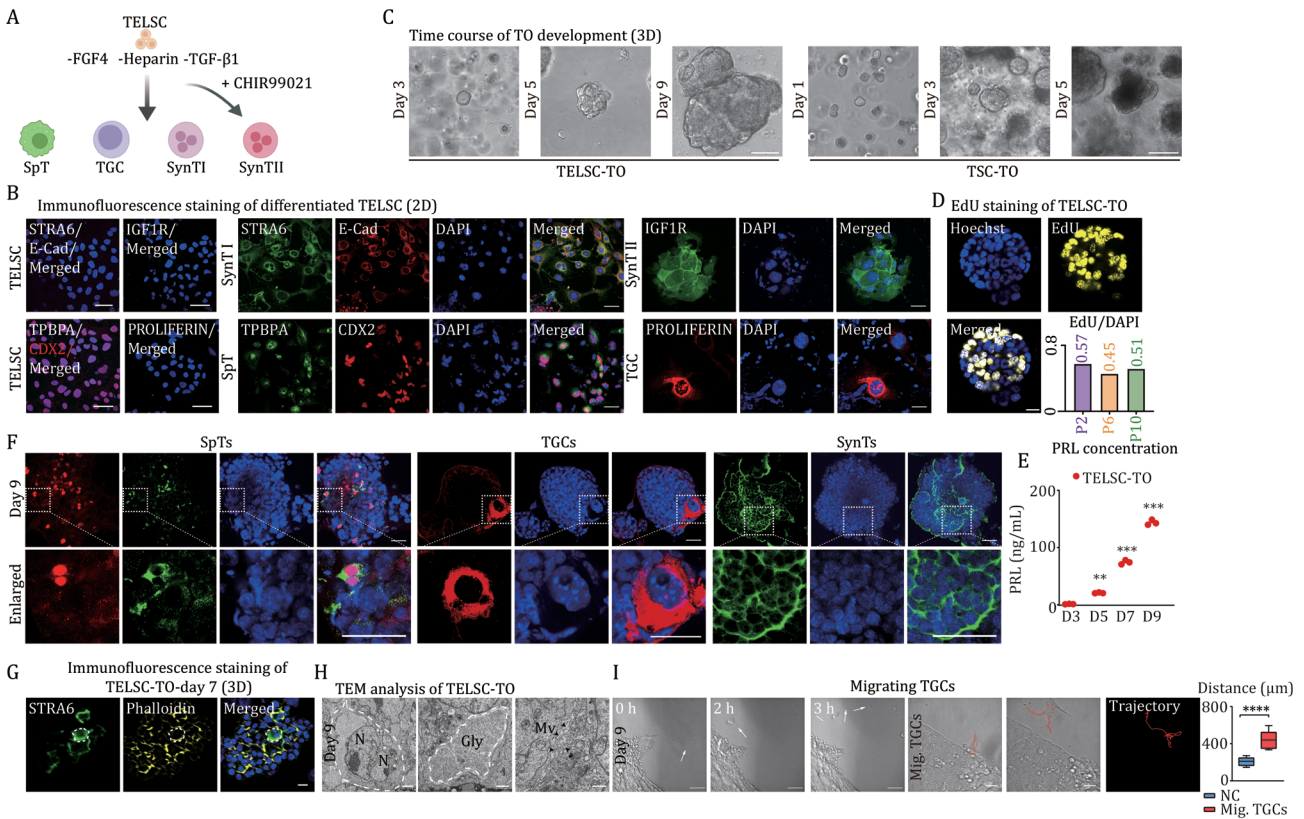 A
TELSC
-FGF4 -Heparin -TGF-β1
+ CHIR99021
SpT
TGC
SynTI
SynTII
C
Time course of TO development (3D)
Day 3
Day 5
Day 9
Day 1
Day 3
Day 5
TELSC-TO
TSC-TO
B
Immunofluorescence staining of differentiated TELSC (2D)
TELSC
STRA6/
E-Cad/
Merged
IGF1R/
Merged
SynT I
STRA6
E-Cad
DAPI
Merged
SynT II
IGF1R
DAPI
Merged
TELSC
TPBPA/
CDX2/
Merged
PROLIFERIN/
Merged
SpT
TPBPA
CDX2
DAPI
Merged
TGC
PROLIFERIN
DAPI
Merged
D
EdU staining of TELSC-TO
Hoechst
EdU
Merged
EdU/DAPI
0.8
0
0.57
0.45
0.51
P2
P6
P10
F
SpTs
TGCs
SynTs
Day 9
Enlarged
E
PRL concentration
TELSC-TO
PRL (ng/mL)
200
100
0
**
***
***
D3
D5
D7
D9
G
Immunofluorescence staining of
TELSC-TO-day 7 (3D)
STRA6
Phalloidin
Merged
H
TEM analysis of TELSC-TO
Day 9
N
N
Gly
Mv
I
Migrating TGCs
Day 9
0 h
2 h
3 h
Mig. TGCs
Trajectory
Distance (μm)
800
400
0
****
NC
Mig. TGCs